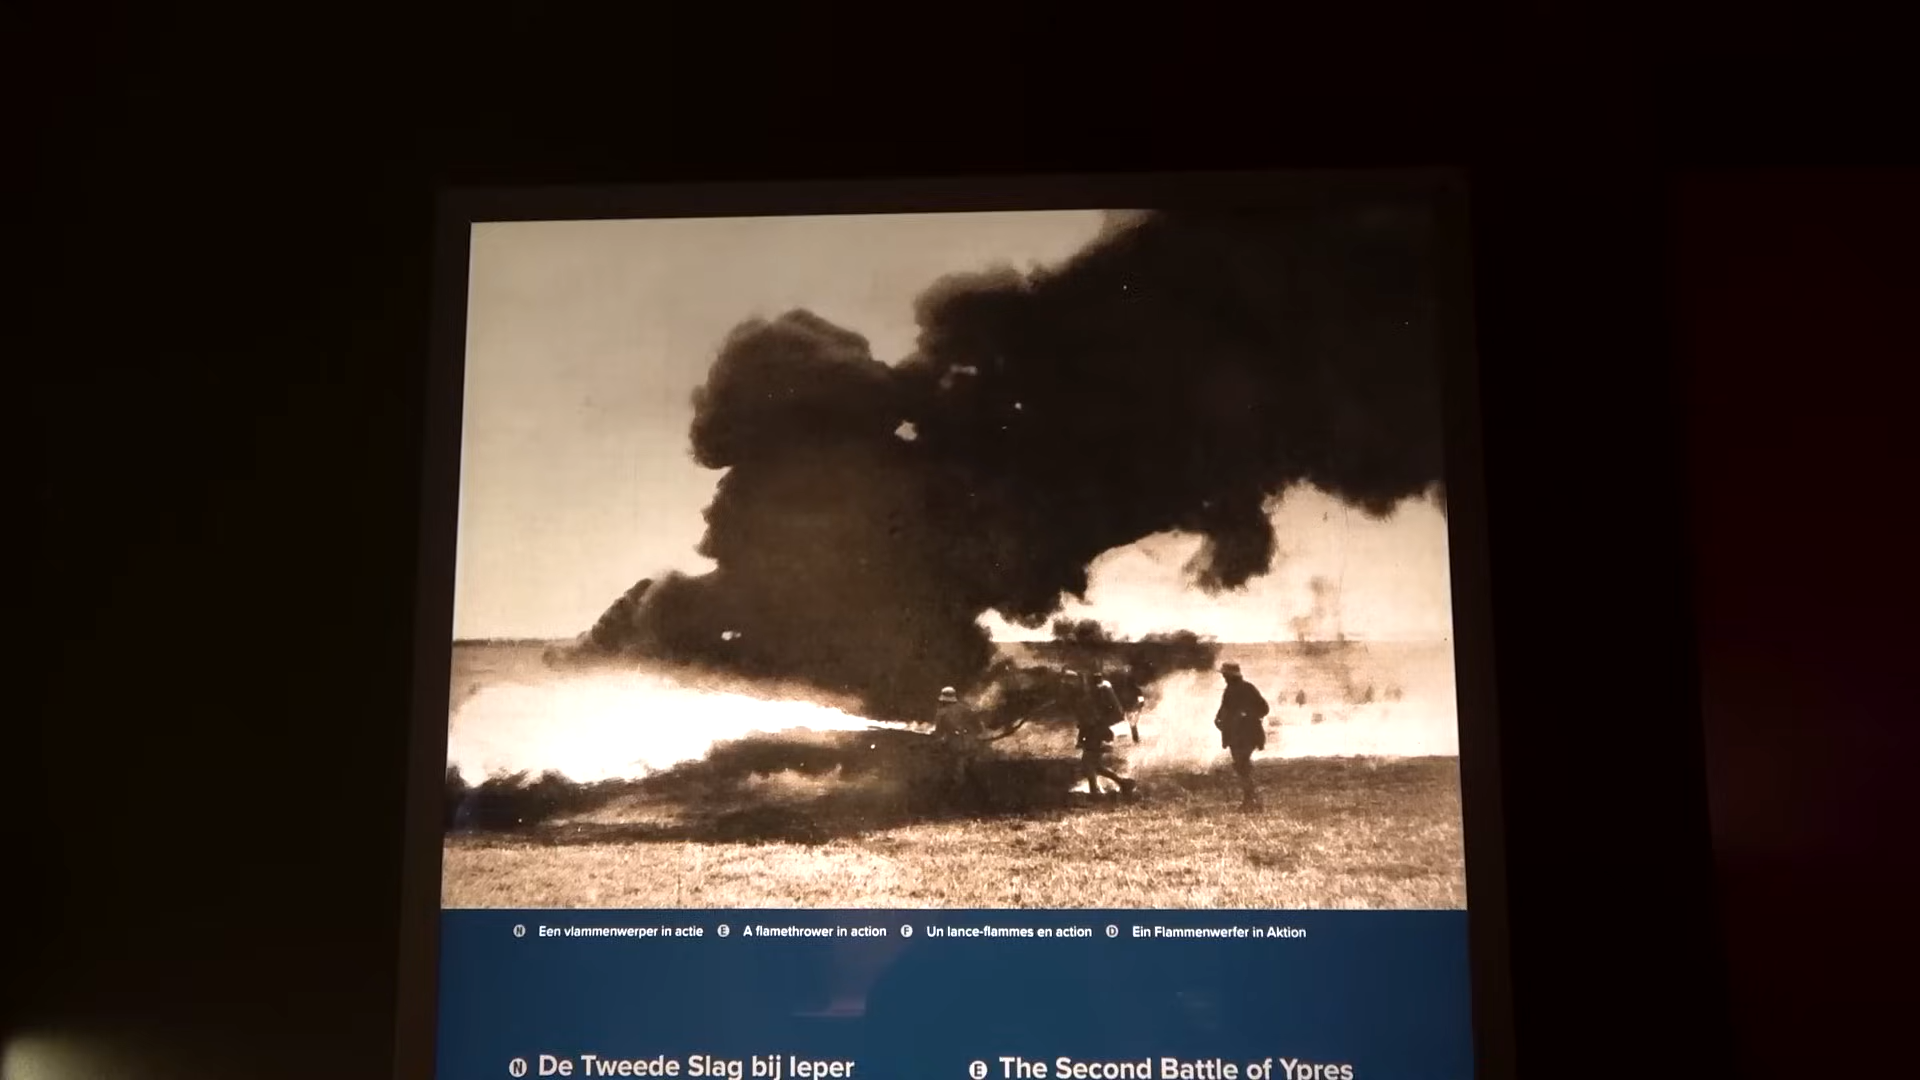 N Een vlammenwerper in actie E A flamethrower in action F Un lance-flammes en action D Ein Flammenwerfer in Aktion
N De Tweede Slag bij Ieper
E The Second Battle of Ypres